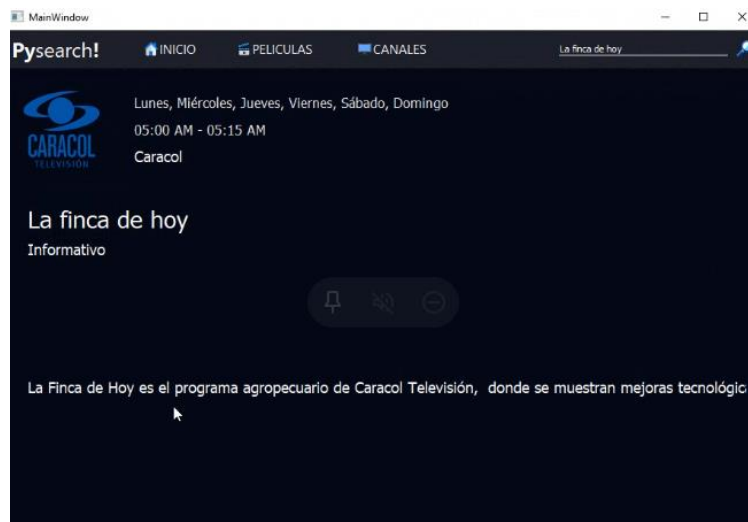 MainWindow
Pysearch! INICIO PELICULAS CANALES La finca de hoy
Lunes, Miércoles, Jueves, Viernes, Sábado, Domingo
05:00 AM - 05:15 AM
CARACOL
TELEVISIÓN
Caracol
La finca de hoy
Informativo
La Finca de Hoy es el programa agropecuario de Caracol Televisión, donde se muestran mejoras tecnológic